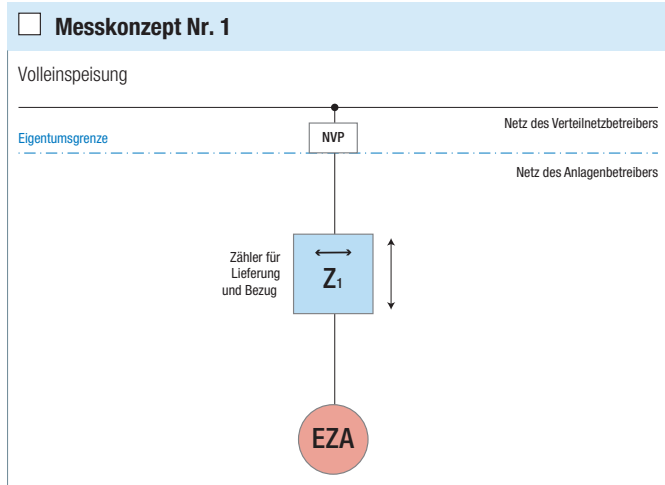 Messkonzept Nr. 1
Volleinspeisung
Netz des Verteilnetzbetreibers
Eigentumsgrenze
NVP
Netz des Anlagenbetreibers
Zähler für
Lieferung
und Bezug
Z1
EZA